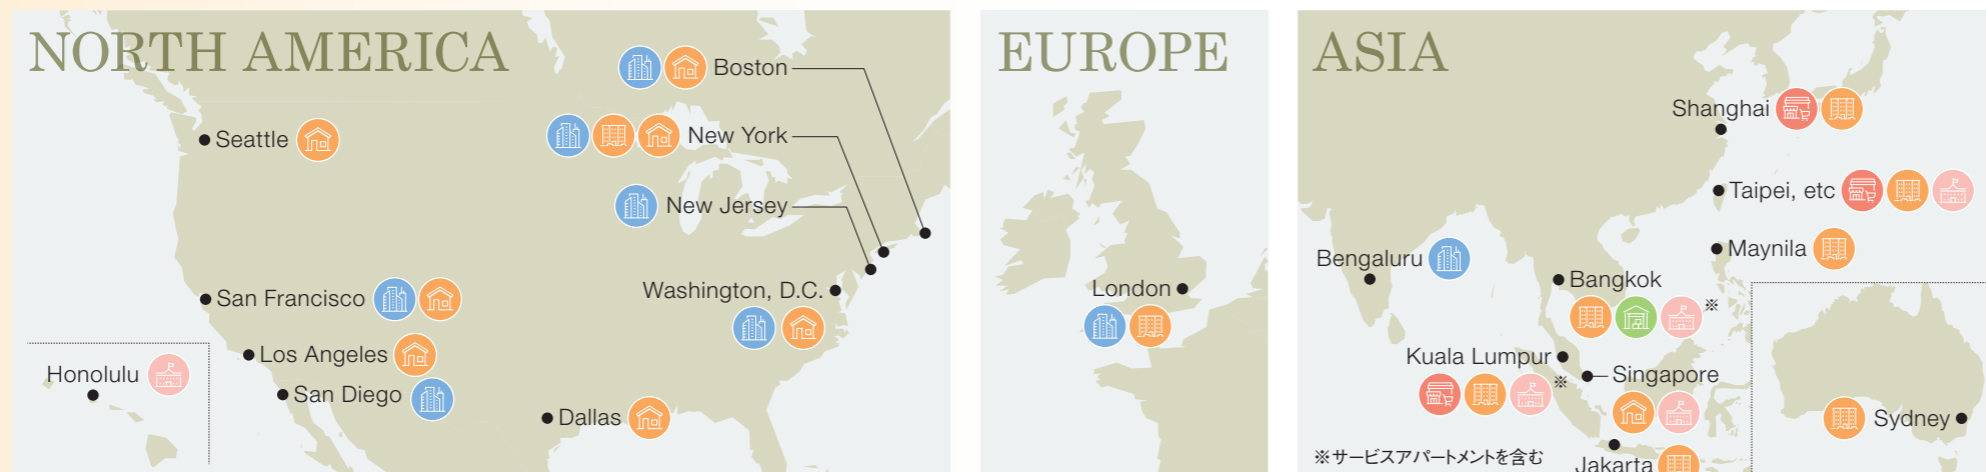 NORTH AMERICA
Boston
Seattle
New York
New Jersey
San Francisco
Washington, D.C.
Los Angeles
Honolulu
San Diego
Dallas
EUROPE
London
ASIA
Shanghai
Taipei, etc
Bengaluru
Maynila
Bangkok
※
Kuala Lumpur
※
Singapore
Sydney
※サービスアパートメントを含む
Jakarta